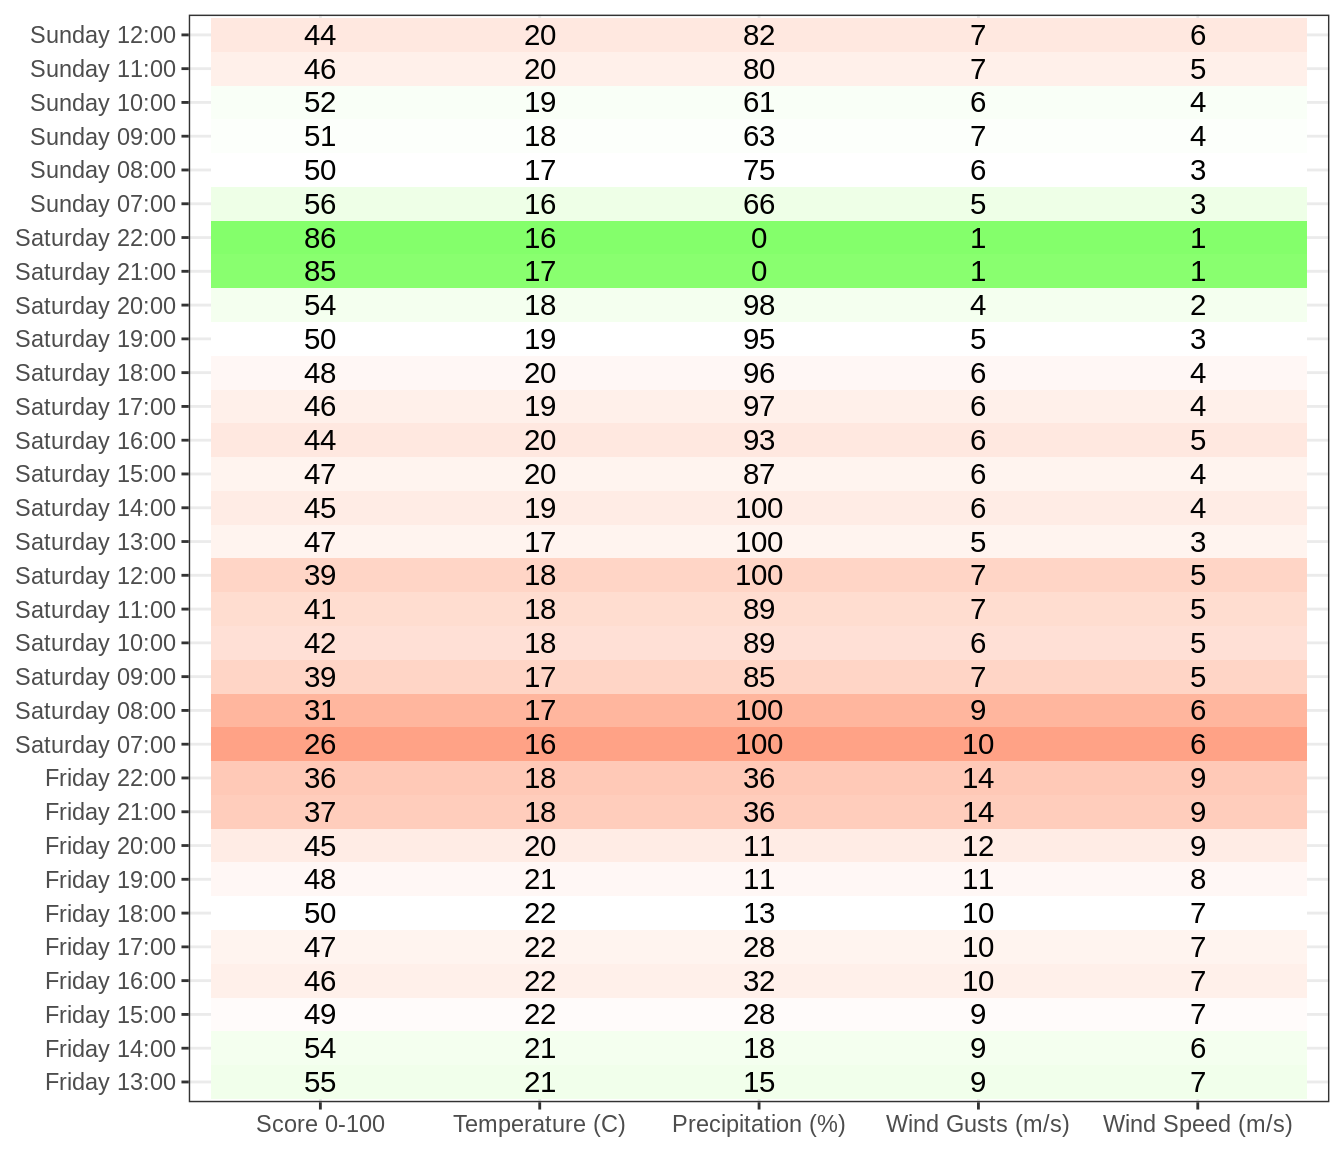 Sunday 12:00 44 20 82 7 6
Sunday 11:00 46 20 80 7 5
Sunday 10:00 52 19 61 6 4
Sunday 09:00 51 18 63 7 4
Sunday 08:00 50 17 75 6 3
Sunday 07:00 56 16 66 5 3
Saturday 22:00 86 16 0 1 1
Saturday 21:00 85 17 0 1 1
Saturday 20:00 54 18 98 4 2
Saturday 19:00 50 19 95 5 3
Saturday 18:00 48 20 96 6 4
Saturday 17:00 46 19 97 6 4
Saturday 16:00 44 20 93 6 5
Saturday 15:00 47 20 87 6 4
Saturday 14:00 45 19 100 6 4
Saturday 13:00 47 17 100 5 3
Saturday 12:00 39 18 100 7 5
Saturday 11:00 41 18 89 7 5
Saturday 10:00 42 18 89 6 5
Saturday 09:00 39 17 85 7 5
Saturday 08:00 31 17 100 9 6
Saturday 07:00 26 16 100 10 6
Friday 22:00 36 18 36 14 9
Friday 21:00 37 18 36 14 9
Friday 20:00 45 20 11 12 9
Friday 19:00 48 21 11 11 8
Friday 18:00 50 22 13 10 7
Friday 17:00 47 22 28 10 7
Friday 16:00 46 22 32 10 7
Friday 15:00 49 22 28 9 7
Friday 14:00 54 21 18 9 6
Friday 13:00 55 21 15 9 7
Score 0-100 Temperature (C) Precipitation (%) Wind Gusts (m/s) Wind Speed (m/s)